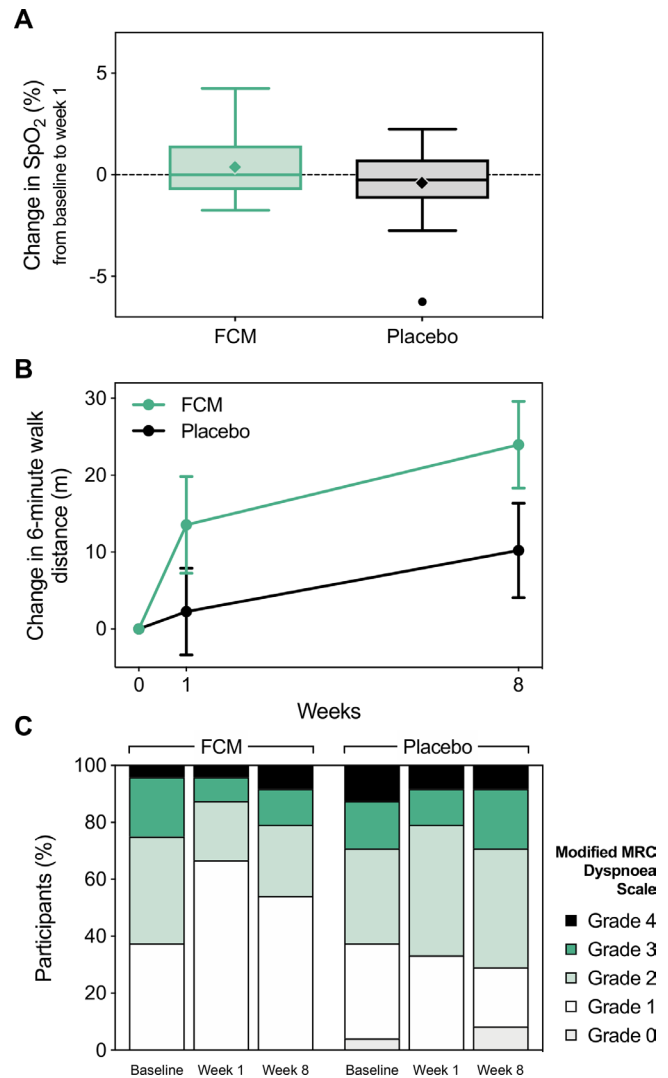 A
Change in SpO2 (%)
from baseline to week 1
5
0
-5
FCM
Placebo
B
Change in 6-minute walk
distance (m)
30
20
10
0
FCM
Placebo
0
1
8
Weeks
C
FCM
Placebo
Participants (%)
100
80
60
40
20
0
Baseline
Week 1
Week 8
Baseline
Week 1
Week 8
Modified MRC
Dyspnoea
Scale
Grade 4
Grade 3
Grade 2
Grade 1
Grade 0